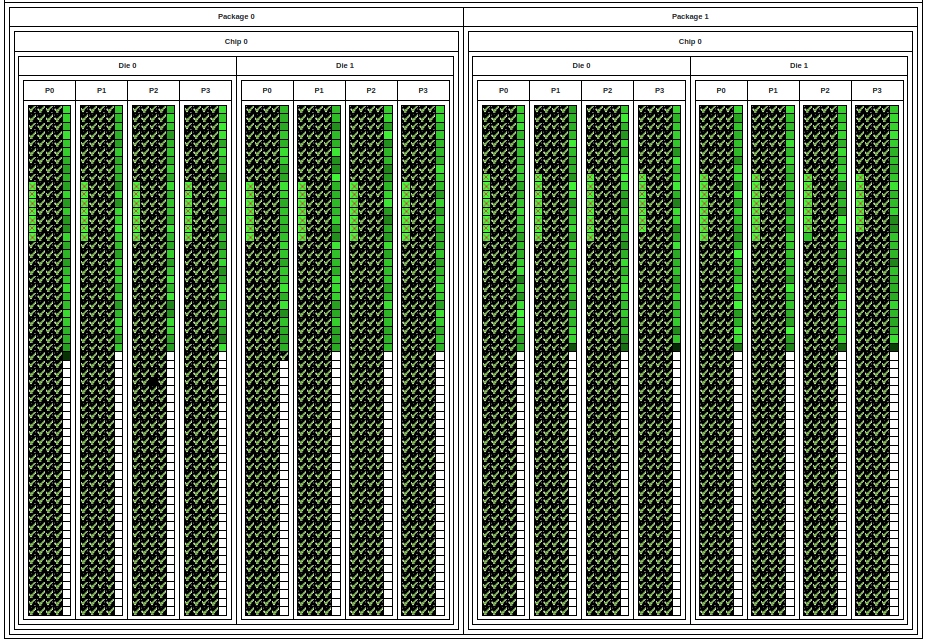 Package 0 Package 1
Chip 0 Chip 0
Die 0 Die 1 Die 0 Die 1
P0 P1 P2 P3 P0 P1 P2 P3 P0 P1 P2 P3 P0 P1 P2 P3